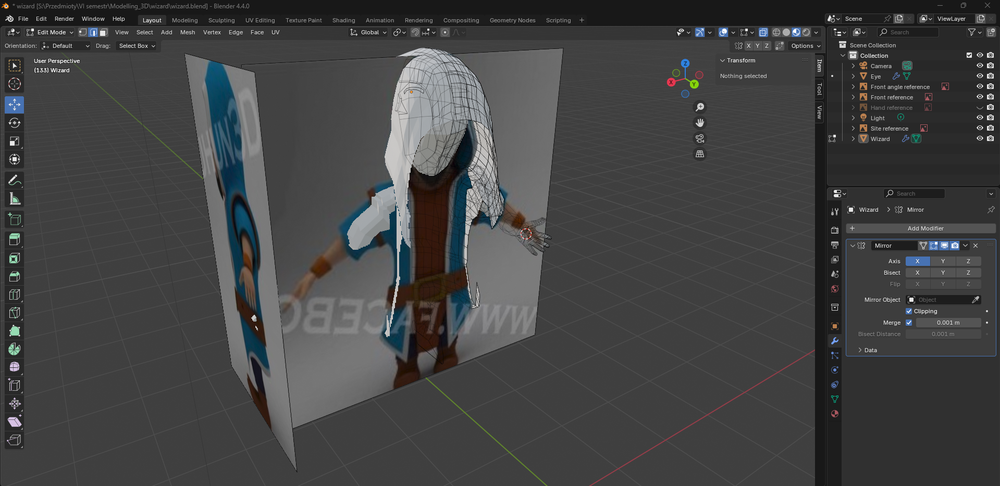 * wizard [S:\Przedmioty\VI semestr\Modelling_3D\wizard\wizard.blend] - Blender 4.4.0
File Edit Render Window Help Layout Modeling Sculpting UV Editing Texture Paint Shading Animation Rendering Compositing Geometry Nodes Scripting + Scene ViewLayer
Edit Mode View Select Add Mesh Vertex Edge Face UV Global Search
Orientation: Default Drag: Select Box X Y Z Options
User Perspective
(133) Wizard
Z
X
Y
Transform
Nothing selected
Item
Tool
View
HUN3D
WWW.FACEBO
Scene Collection
Collection
Camera
Eye
Front angle reference
Front reference
Hand reference
Light
Site reference
Wizard
Search
Wizard > Mirror
+ Add Modifier
Mirror
Axis X Y Z
Bisect X Y Z
Flip X Y Z
Mirror Object Object
Clipping
Merge 0.001 m
Bisect Distance 0.001 m
Data